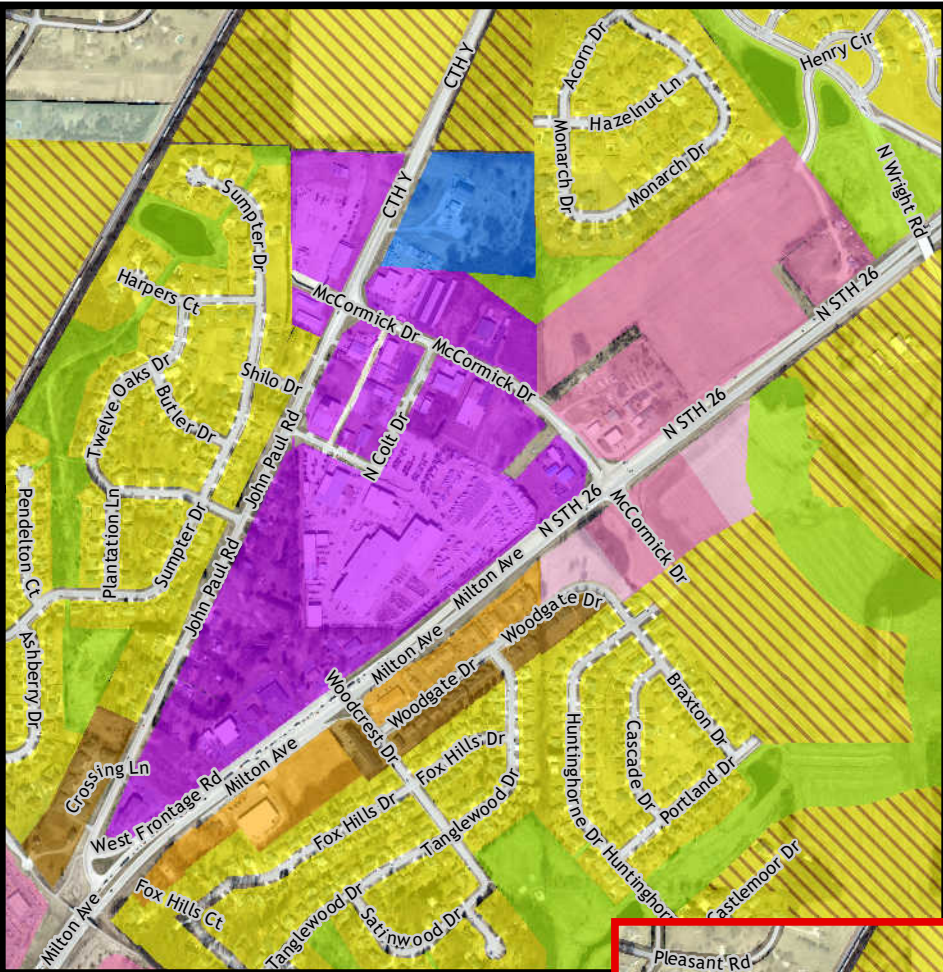 CTH Y
Acorn Dr
Henry Cir
Hazelnut Ln
Monarch Dr
Monarch Dr
N Wright Rd
Sumpter Dr
CTH Y
Harpers Ct
McCormick Dr
N STH 26
McCormick Dr
Twelve Oaks Dr
Shilo Dr
Butler Dr
N STH 26
N Colt Dr
John Paul Rd
Pendelton Ct
Plantation Ln
Sumpter Dr
N STH 26
McCormick Dr
John Paul Rd
Milton Ave
Woodgate Dr
Ashberry Dr
Milton Ave
Woodgate Dr
Woodcrest Dr
Braxton Dr
Huntinghorne Dr
Cascade Dr
Portland Dr
Fox Hills Dr
Crossing Ln
Milton Ave
West Frontage Rd
Fox Hills Dr
Tanglewood Dr
Huntinghorn
Castlemoor Dr
Fox Hills Ct
Tanglewood Dr
Satinwood Dr
Milton Ave
Pleasant Rd